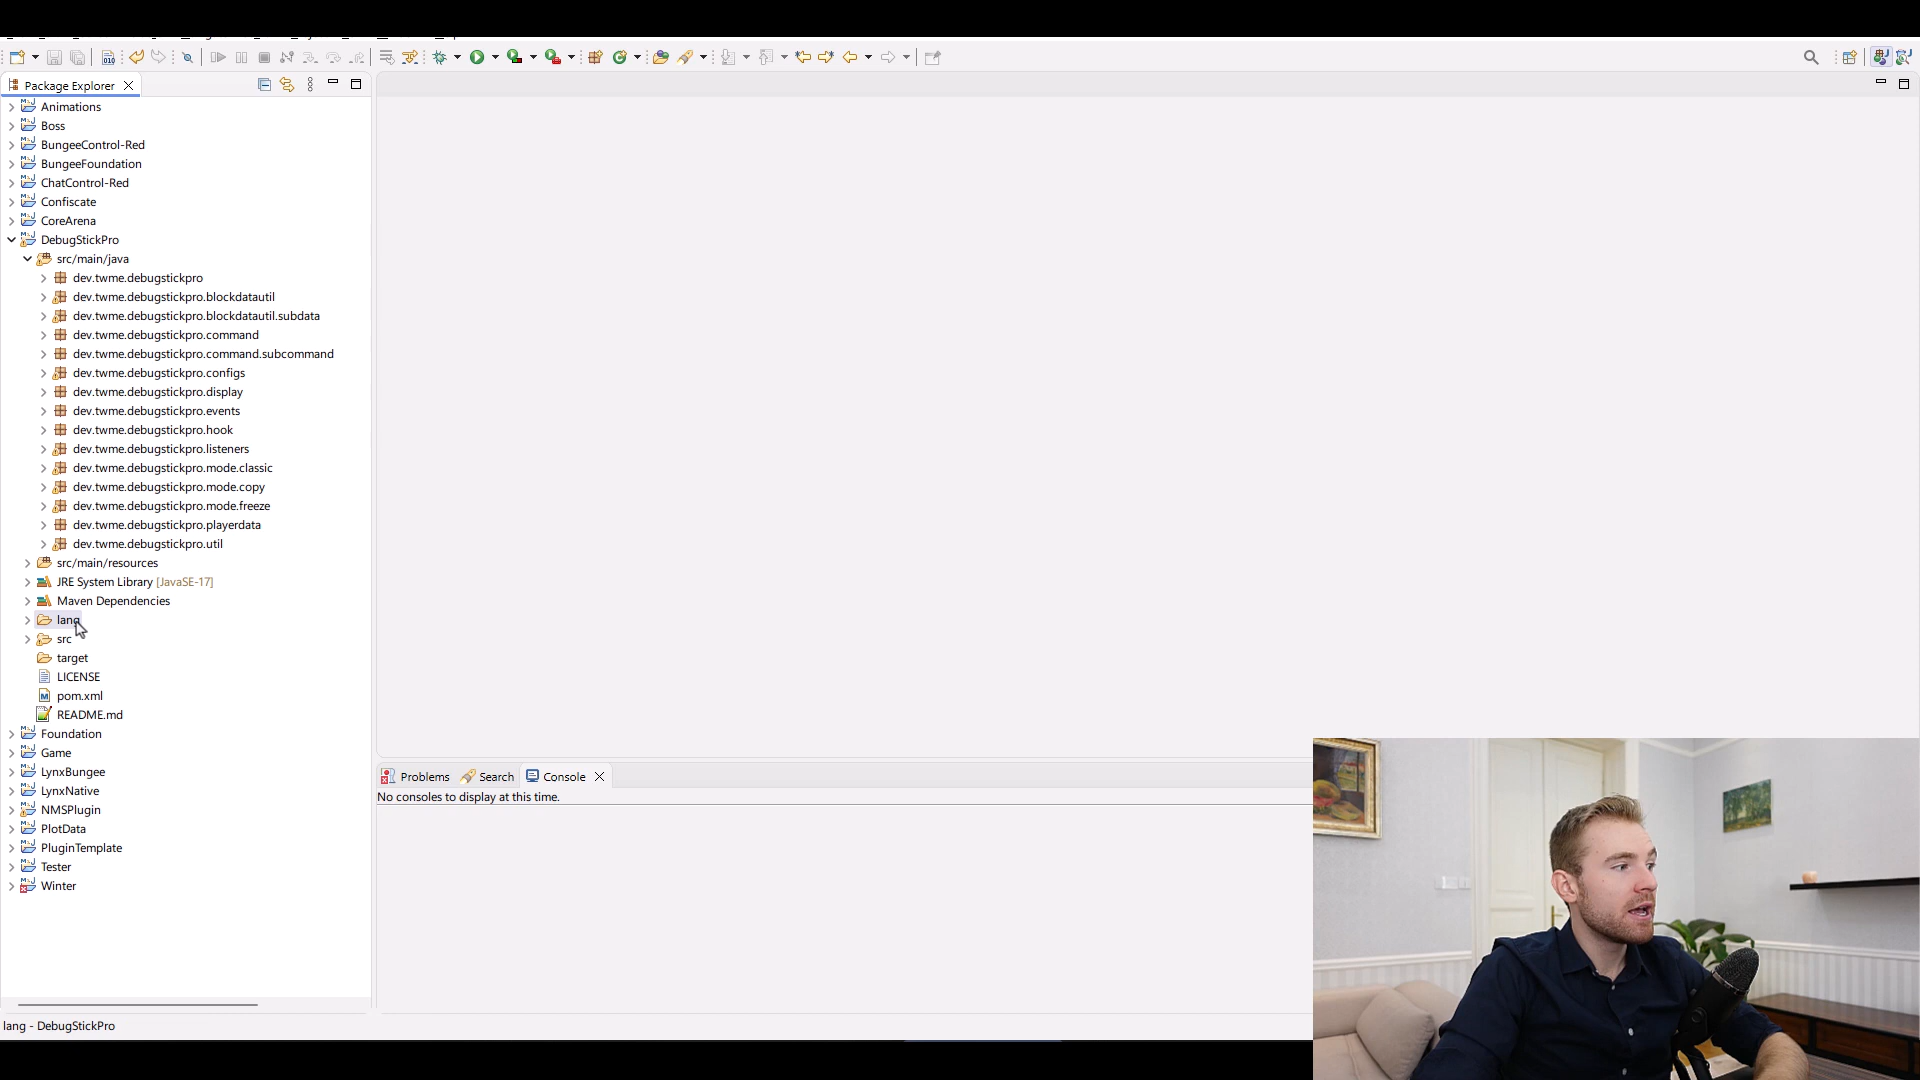 Package Explorer
Animations
Boss
BungeeControl-Red
BungeeFoundation
ChatControl-Red
Confiscate
CoreArena
DebugStickPro
src/main/java
dev.twme.debugstickpro
dev.twme.debugstickpro.blockdatautil
dev.twme.debugstickpro.blockdatautil.subdata
dev.twme.debugstickpro.command
dev.twme.debugstickpro.command.subcommand
dev.twme.debugstickpro.configs
dev.twme.debugstickpro.display
dev.twme.debugstickpro.events
dev.twme.debugstickpro.hook
dev.twme.debugstickpro.listeners
dev.twme.debugstickpro.mode.classic
dev.twme.debugstickpro.mode.copy
dev.twme.debugstickpro.mode.freeze
dev.twme.debugstickpro.playerdata
dev.twme.debugstickpro.util
src/main/resources
JRE System Library [JavaSE-17]
Maven Dependencies
lang
src
target
LICENSE
pom.xml
README.md
Foundation
Game
LynxBungee
LynxNative
NMSPlugin
PlotData
PluginTemplate
Tester
Winter
Problems Search Console
No consoles to display at this time.
lang - DebugStickPro